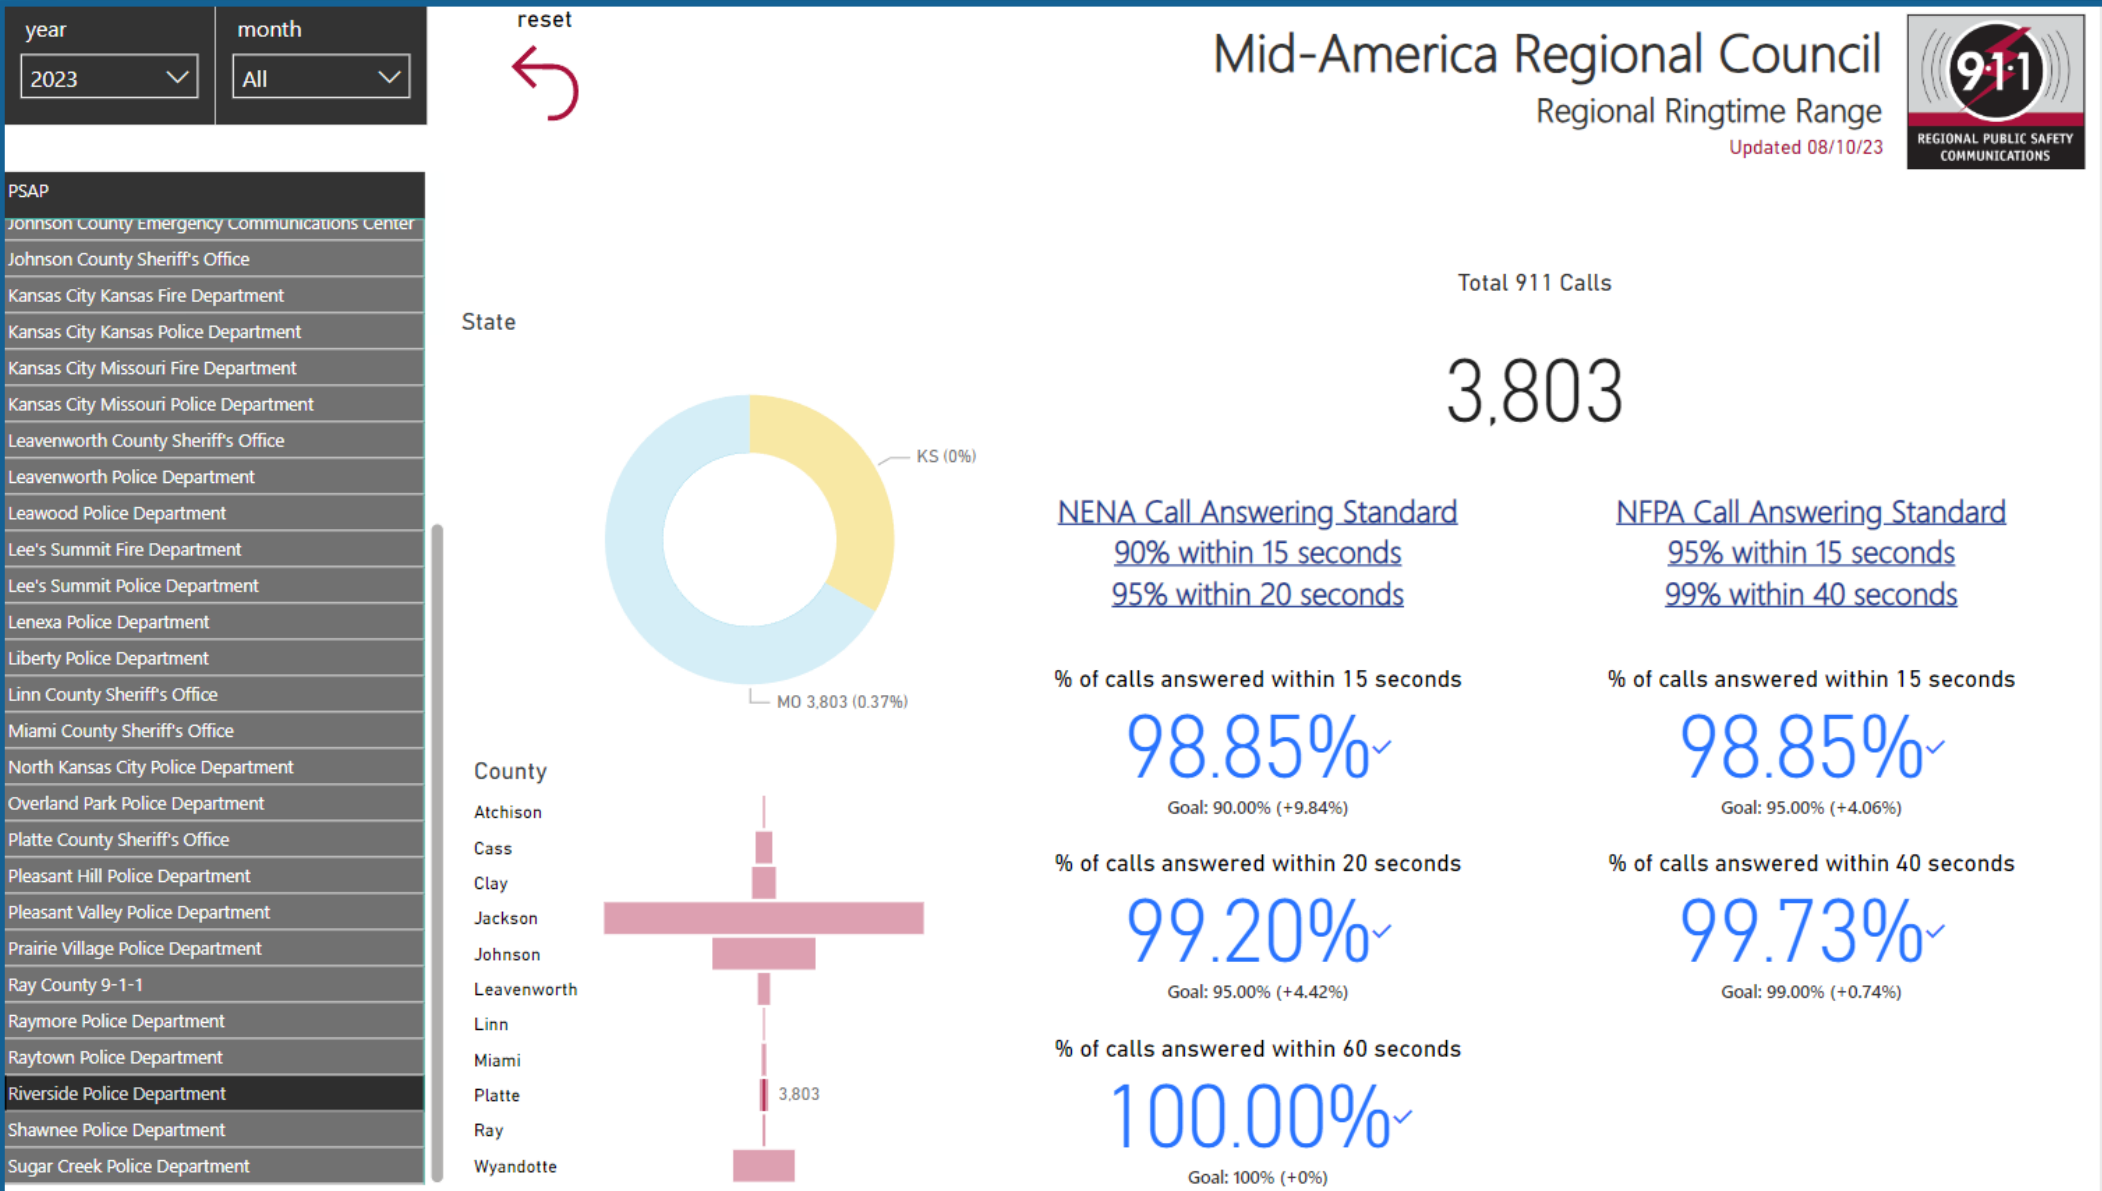 year
2023
month
All
reset
Mid-America Regional Council
Regional Ringtime Range
Updated 08/10/23
9·1·1
REGIONAL PUBLIC SAFETY
COMMUNICATIONS
PSAP
Johnson County Emergency Communications Center
Johnson County Sheriff's Office
Kansas City Kansas Fire Department
Kansas City Kansas Police Department
Kansas City Missouri Fire Department
Kansas City Missouri Police Department
Leavenworth County Sheriff's Office
Leavenworth Police Department
Leawood Police Department
Lee's Summit Fire Department
Lee's Summit Police Department
Lenexa Police Department
Liberty Police Department
Linn County Sheriff's Office
Miami County Sheriff's Office
North Kansas City Police Department
Overland Park Police Department
Platte County Sheriff's Office
Pleasant Hill Police Department
Pleasant Valley Police Department
Prairie Village Police Department
Ray County 9-1-1
Raymore Police Department
Raytown Police Department
Riverside Police Department
Shawnee Police Department
Sugar Creek Police Department
State
KS (0%)
MO 3,803 (0.37%)
County
Atchison
Cass
Clay
Jackson
Johnson
Leavenworth
Linn
Miami
Platte
3,803
Ray
Wyandotte
Total 911 Calls
3,803
NENA Call Answering Standard
90% within 15 seconds
95% within 20 seconds
% of calls answered within 15 seconds
98.85%
Goal: 90.00% (+9.84%)
% of calls answered within 20 seconds
99.20%
Goal: 95.00% (+4.42%)
% of calls answered within 60 seconds
100.00%
Goal: 100% (+0%)
NFPA Call Answering Standard
95% within 15 seconds
99% within 40 seconds
% of calls answered within 15 seconds
98.85%
Goal: 95.00% (+4.06%)
% of calls answered within 40 seconds
99.73%
Goal: 99.00% (+0.74%)